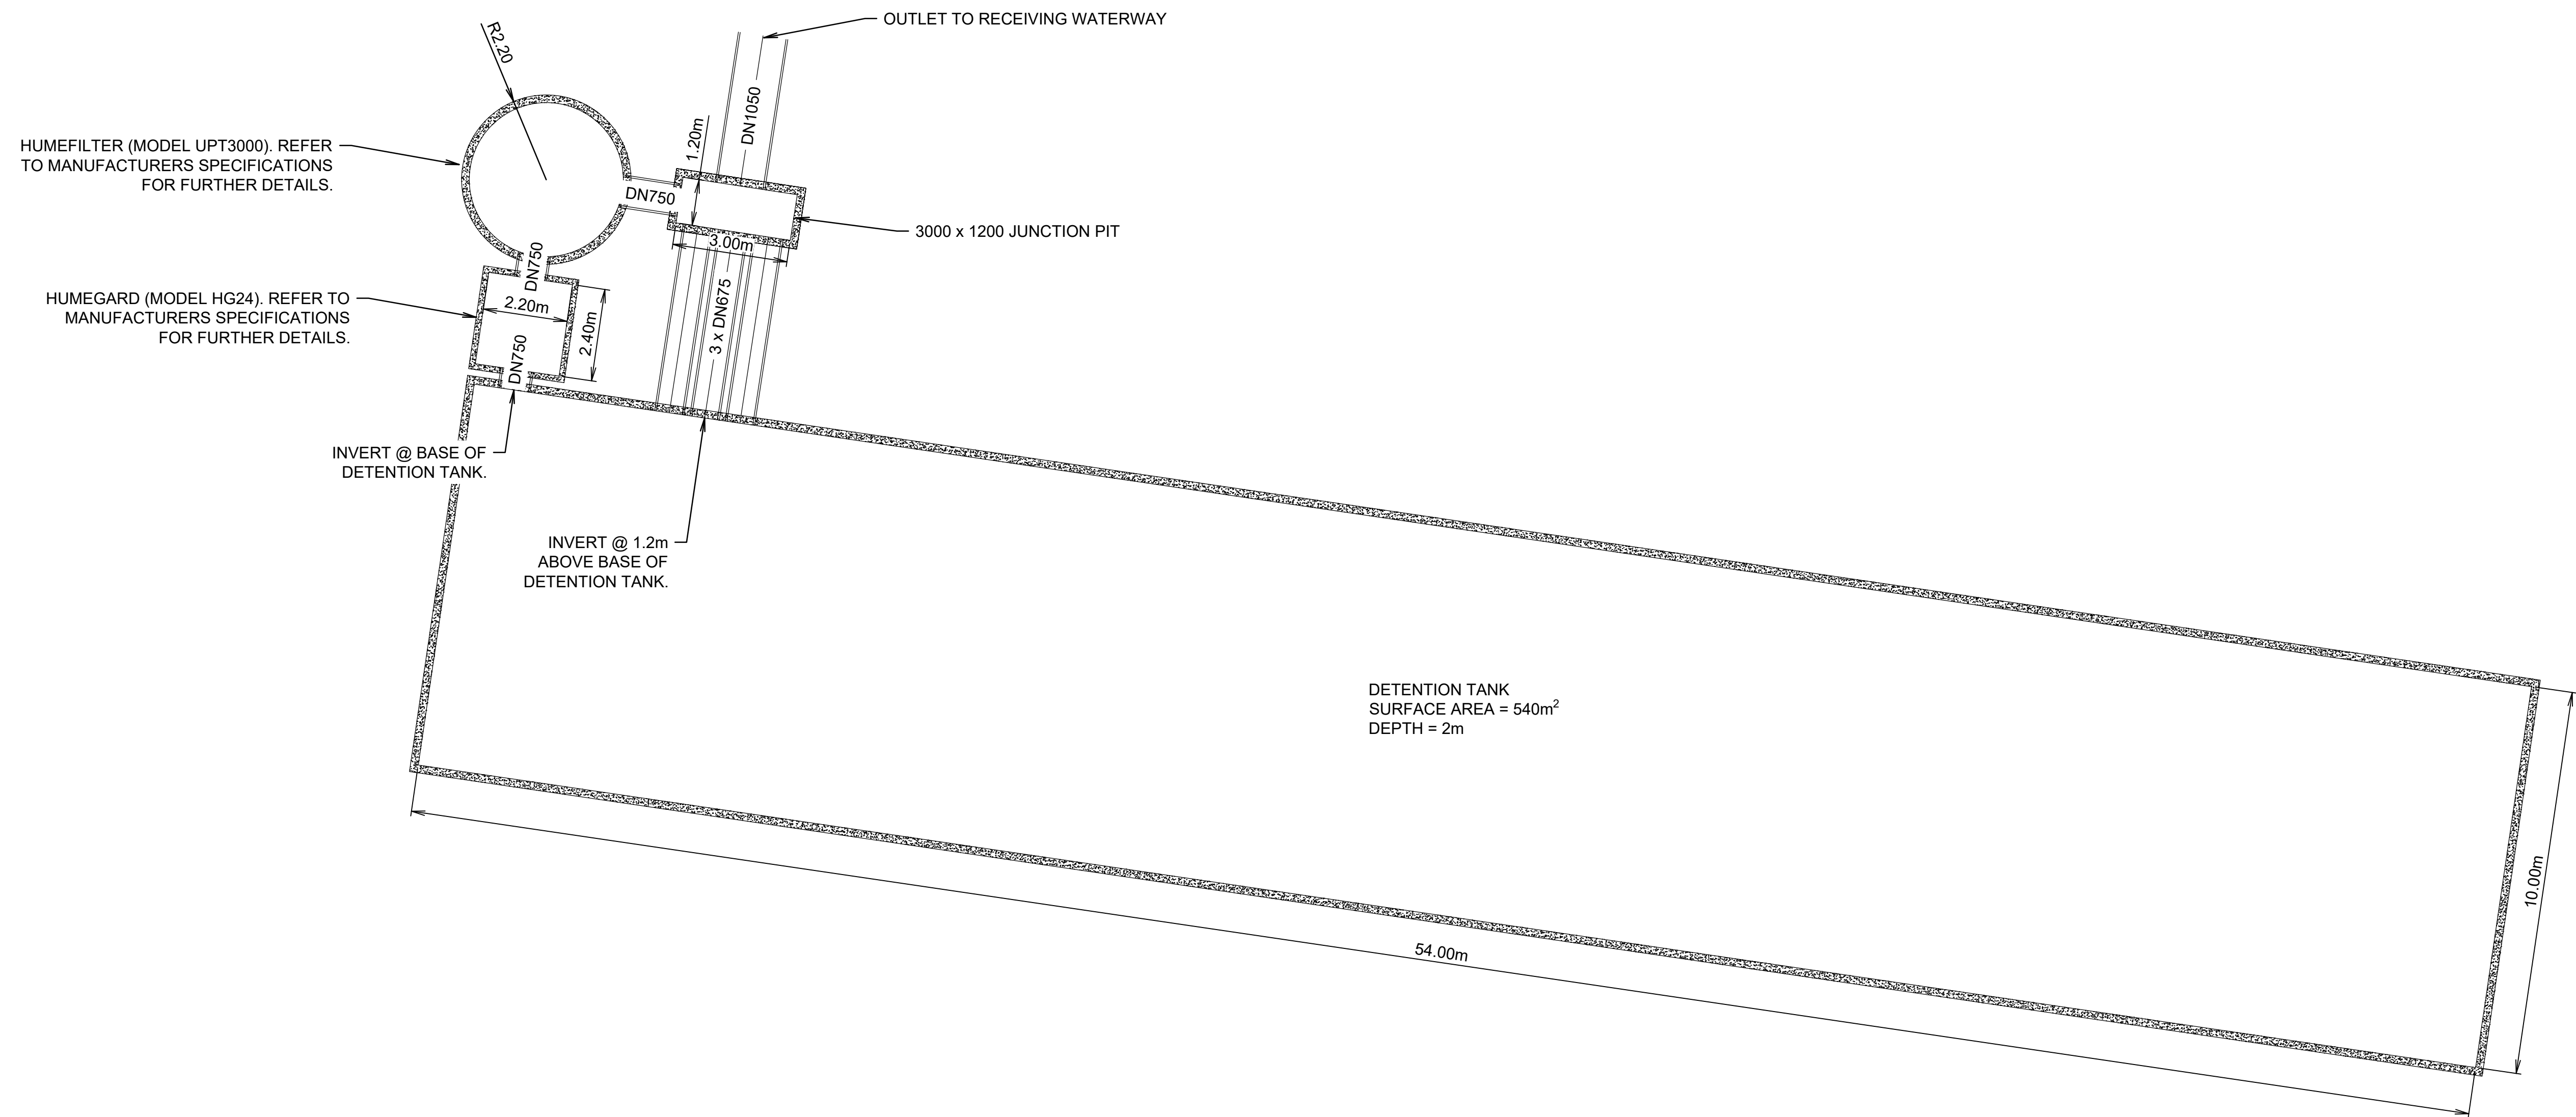 OUTLET TO RECEIVING WATERWAY
R2.20
DN1050
1.20m
HUMEFILTER (MODEL UPT3000). REFER
TO MANUFACTURERS SPECIFICATIONS
FOR FURTHER DETAILS.
DN750
3000 x 1200 JUNCTION PIT
3.00m
DN750
HUMEGARD (MODEL HG24). REFER TO
MANUFACTURERS SPECIFICATIONS
FOR FURTHER DETAILS.
2.20m
2.40m
3 x DN675
DN750
INVERT @ BASE OF
DETENTION TANK.
INVERT @ 1.2m
ABOVE BASE OF
DETENTION TANK.
DETENTION TANK
SURFACE AREA = 540m²
DEPTH = 2m
10.00m
54.00m